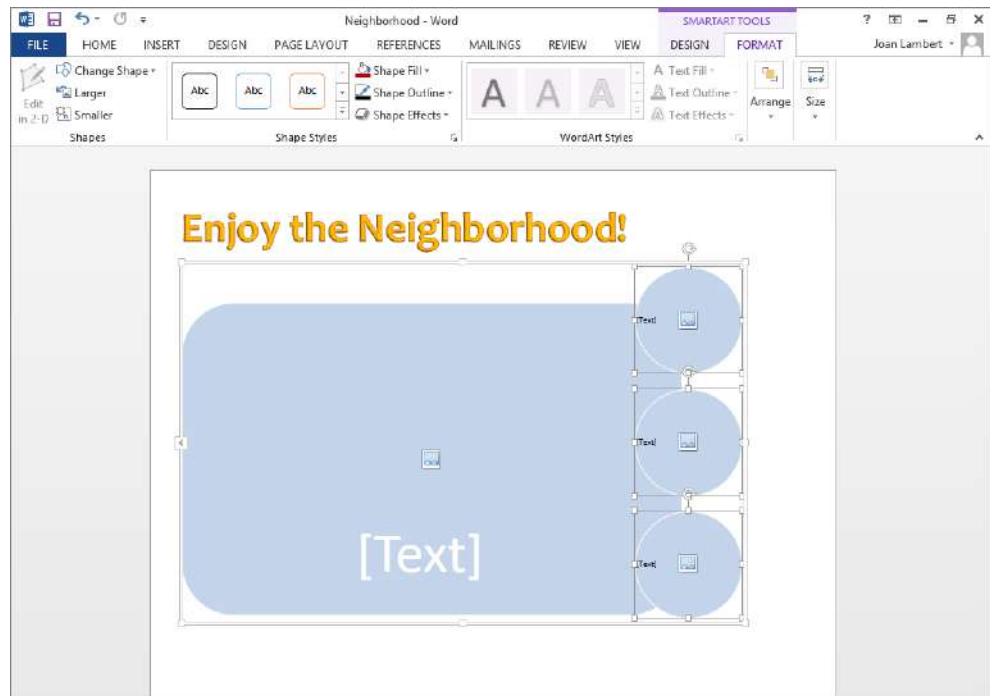 Neighborhood - Word
SMARTART TOOLS
?
FILE HOME INSERT DESIGN PAGE LAYOUT REFERENCES MAILINGS REVIEW VIEW DESIGN FORMAT Joan Lambert
Change Shape
Larger
Smaller
Edit
in 2-D
Shapes
Abc Abc Abc
Shape Fill
Shape Outline
Shape Effects
Shape Styles
A A A
Text Fill
Text Outline
Text Effects
WordArt Styles
Arrange
Size
Enjoy the Neighborhood!
[Text]
[Text]
[Text]
[Text]